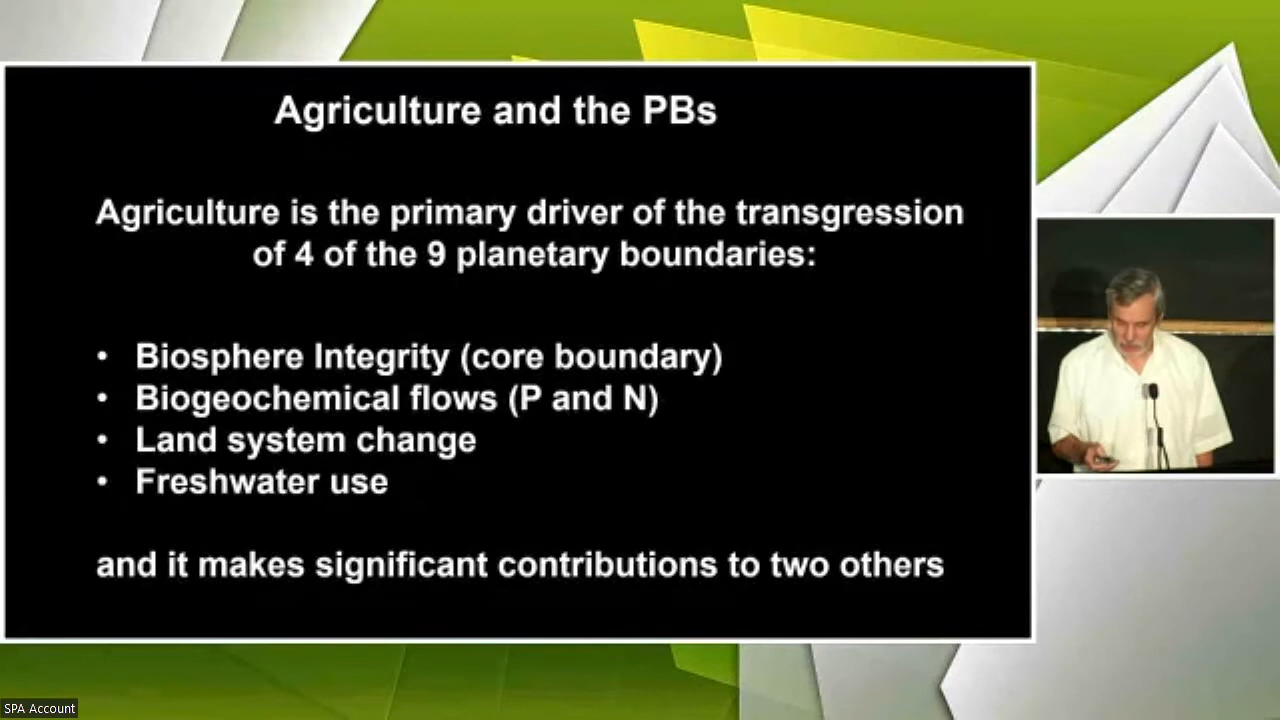 Agriculture and the PBs
Agriculture is the primary driver of the transgression
of 4 of the 9 planetary boundaries:
• Biosphere Integrity (core boundary)
• Biogeochemical flows (P and N)
• Land system change
• Freshwater use
and it makes significant contributions to two others
SPA Account